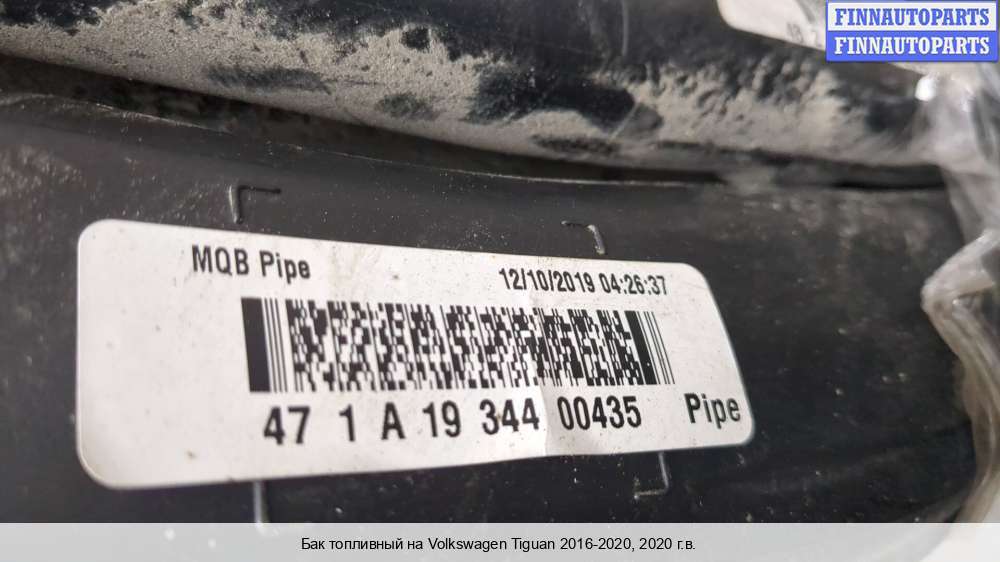 FINNAUTOPARTS
FINNAUTOPARTS
MQB Pipe
12/10/2019 04:26:37
47 1 A 19 344 00435 Pipe
Бак топливный на Volkswagen Tiguan 2016-2020, 2020 г.в.